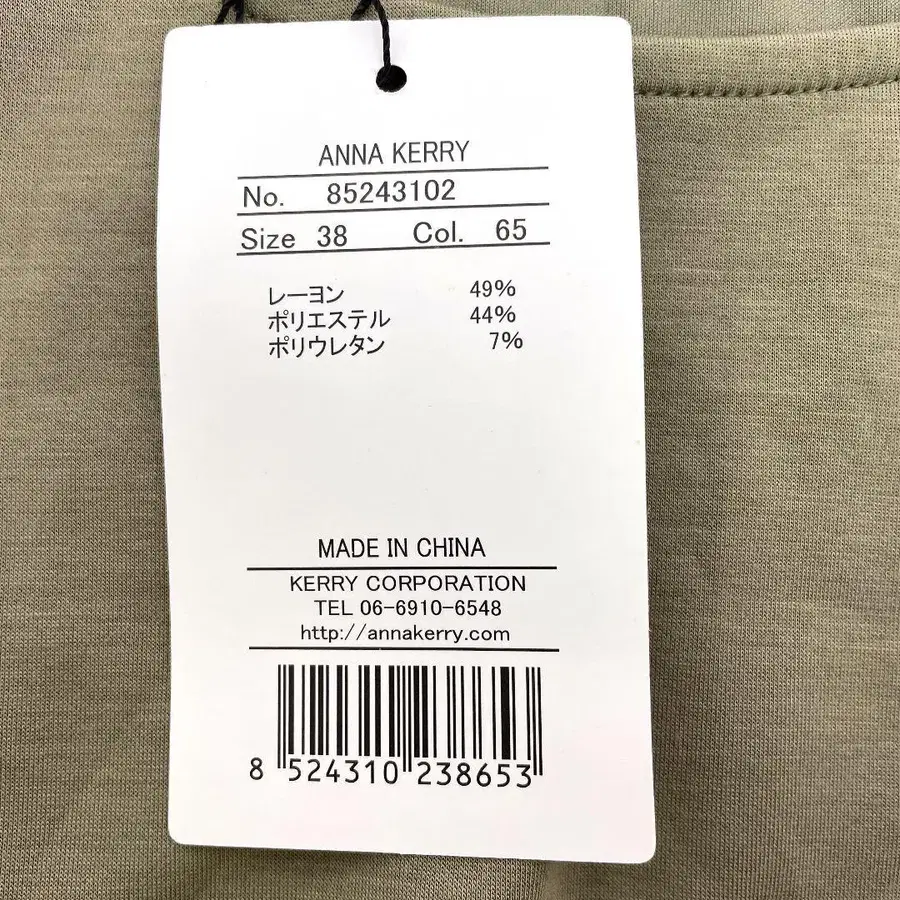 ANNA KERRY
No. 85243102
Size 38 Col. 65
レーヨン 49%
ポリエステル 44%
ポリウレタン 7%
MADE IN CHINA
KERRY CORPORATION
TEL 06-6910-6548
http://annakerry.com
8 524310 238653